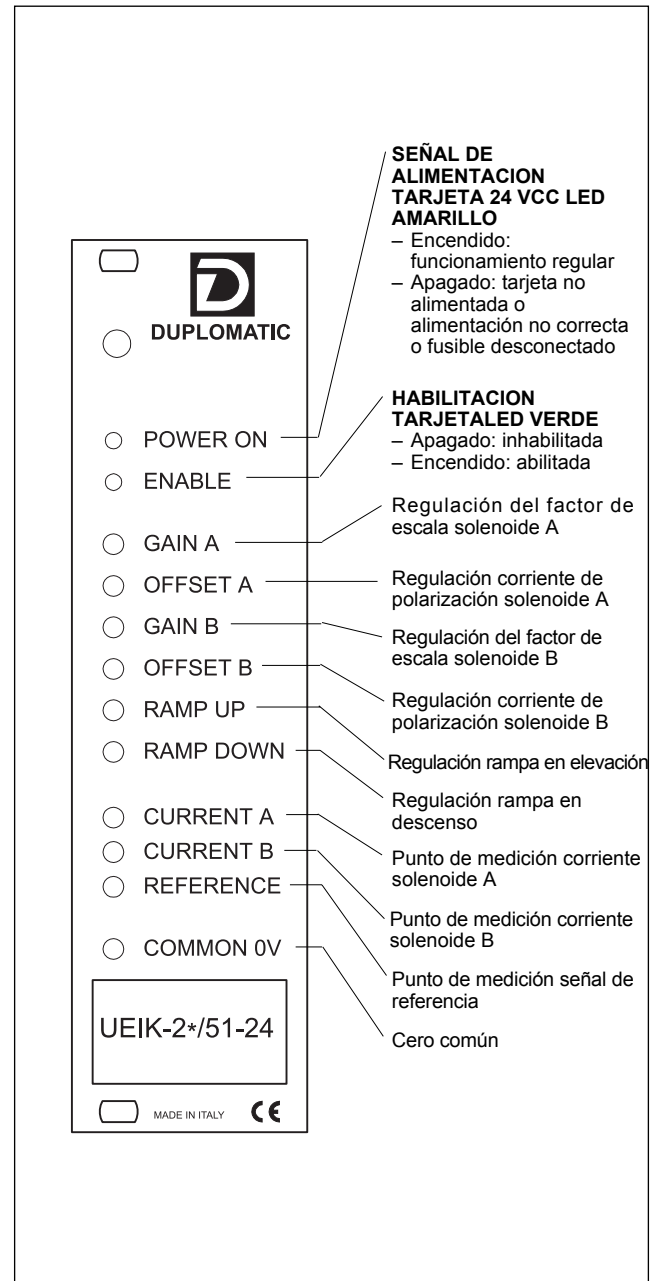 SEÑAL DE
ALIMENTACION
TARJETA 24 VCC LED
AMARILLO
– Encendido:
funcionamiento regular
– Apagado: tarjeta no
alimentada o
alimentación no correcta
o fusible desconectado
DUPLOMATIC
HABILITACION
TARJETALED VERDE
– Apagado: inhabilitada
– Encendido: abilitada
POWER ON
ENABLE
Regulación del factor de
escala solenoide A
GAIN A
OFFSET A
Regulación corriente de
polarización solenoide A
GAIN B
Regulación del factor de
escala solenoide B
OFFSET B
Regulación corriente de
polarización solenoide B
RAMP UP
Regulación rampa en elevación
RAMP DOWN
Regulación rampa en
descenso
CURRENT A
Punto de medición corriente
solenoide A
CURRENT B
Punto de medición corriente
solenoide B
REFERENCE
Punto de medición señal de
referencia
COMMON 0V
Cero común
UEIK-2*/51-24
MADE IN ITALY CE